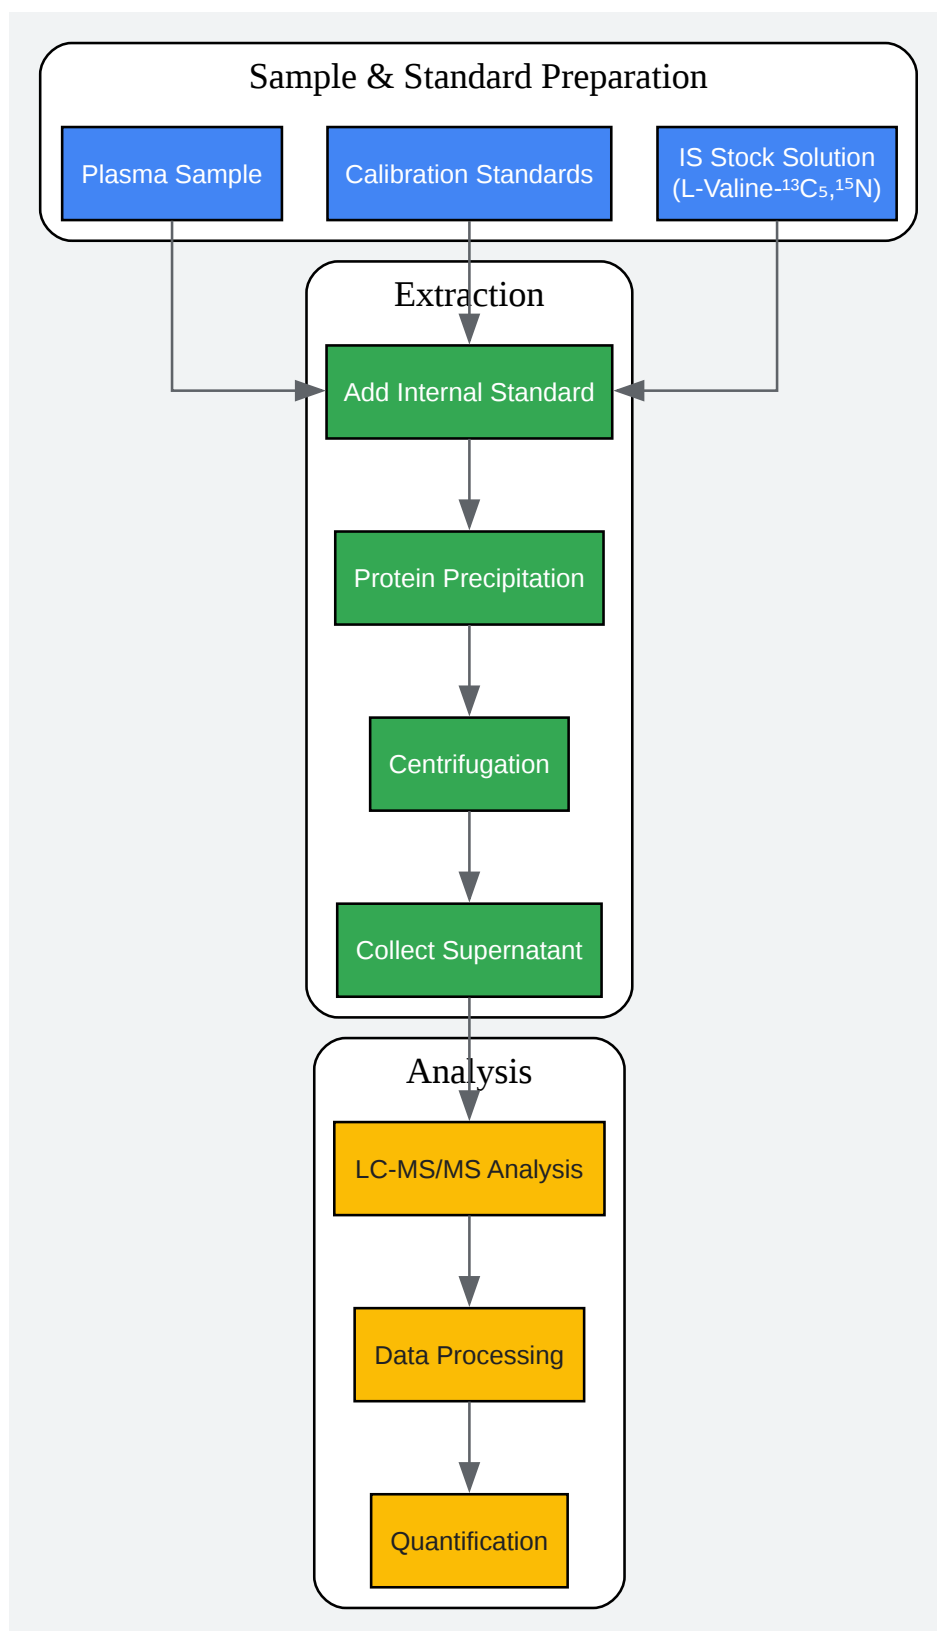 Sample & Standard Preparation
Plasma Sample
Calibration Standards
IS Stock Solution
(L-Valine-¹³C₅,¹⁵N)
Extraction
Add Internal Standard
Protein Precipitation
Centrifugation
Collect Supernatant
Analysis
LC-MS/MS Analysis
Data Processing
Quantification